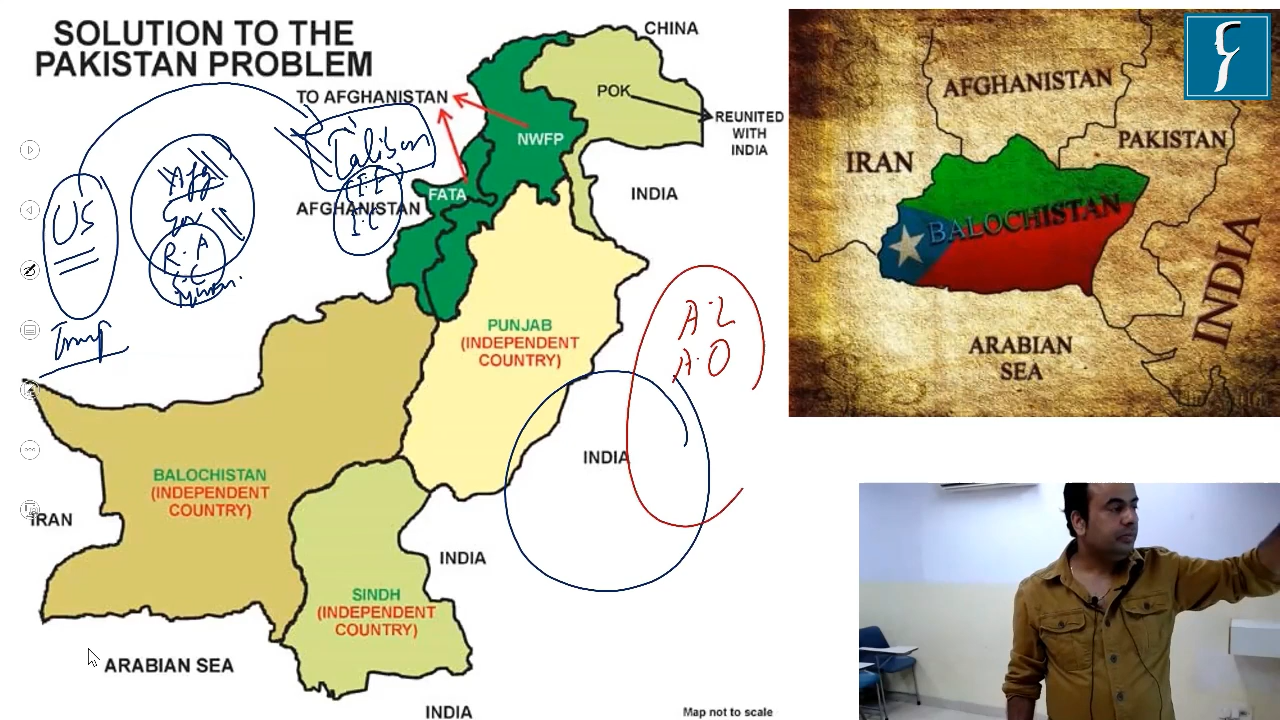 SOLUTION TO THE
PAKISTAN PROBLEM
CHINA
TO AFGHANISTAN
POK
REUNITED
WITH
INDIA
NWFP
Taliban
FATA
INDIA
AFGHANISTAN
I.E
I.C
US
Afg
Gov
R.A
S.C
PUNJAB
(INDEPENDENT
COUNTRY)
A.L
A.O
INDIA
BALOCHISTAN
(INDEPENDENT
COUNTRY)
IRAN
INDIA
SINDH
(INDEPENDENT
COUNTRY)
ARABIAN SEA
INDIA
Map not to scale
AFGHANISTAN
PAKISTAN
IRAN
BALOCHISTAN
INDIA
ARABIAN
SEA